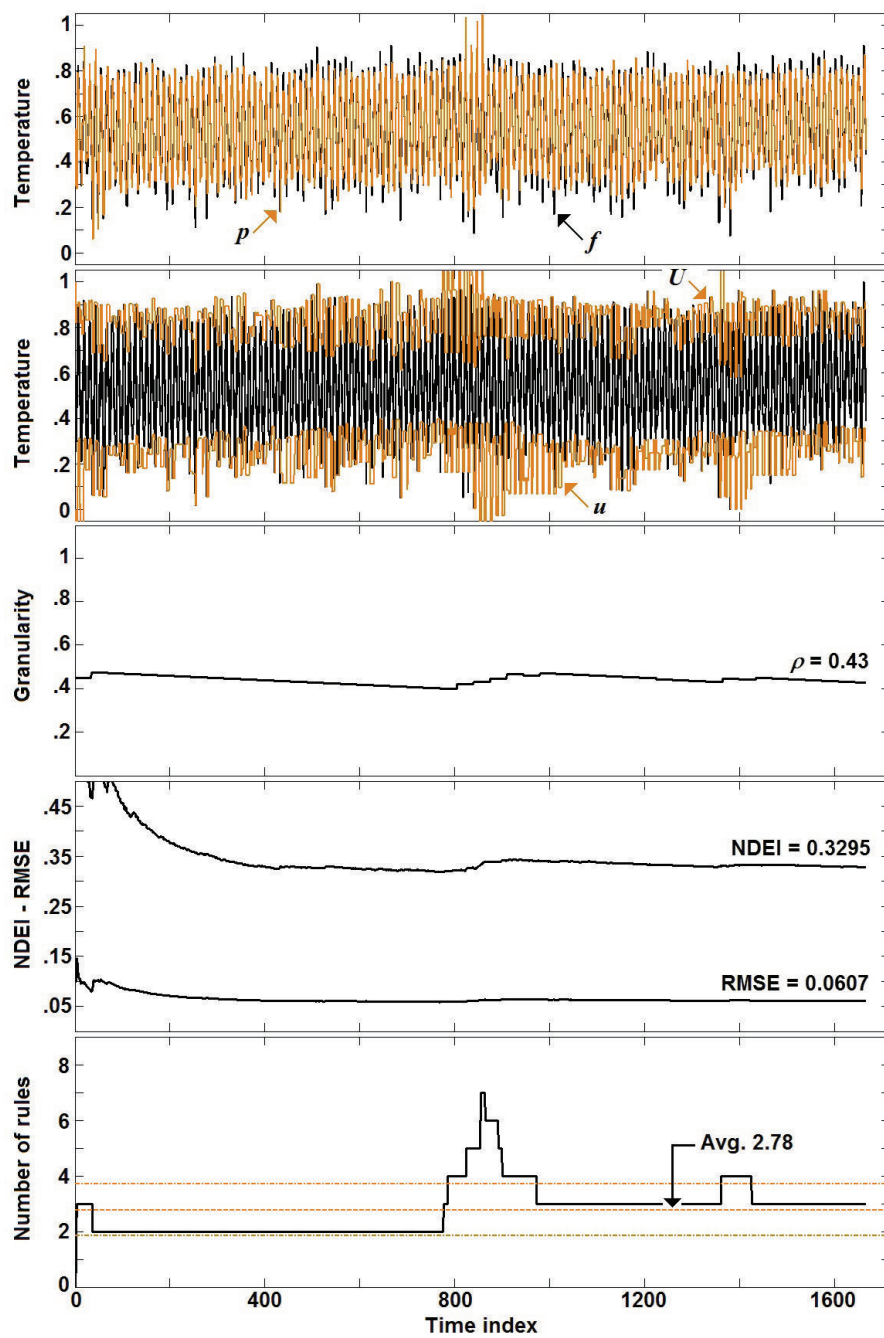 1
.8
.6
.4
.2
0
Temperature
p
f
1
.8
.6
.4
.2
0
Temperature
U
u
1
.8
.6
.4
.2
Granularity
ρ = 0.43
.45
.35
.25
.15
.05
NDEI - RMSE
NDEI = 0.3295
RMSE = 0.0607
8
6
4
2
0
Number of rules
Avg. 2.78
0 400 800 1200 1600
Time index